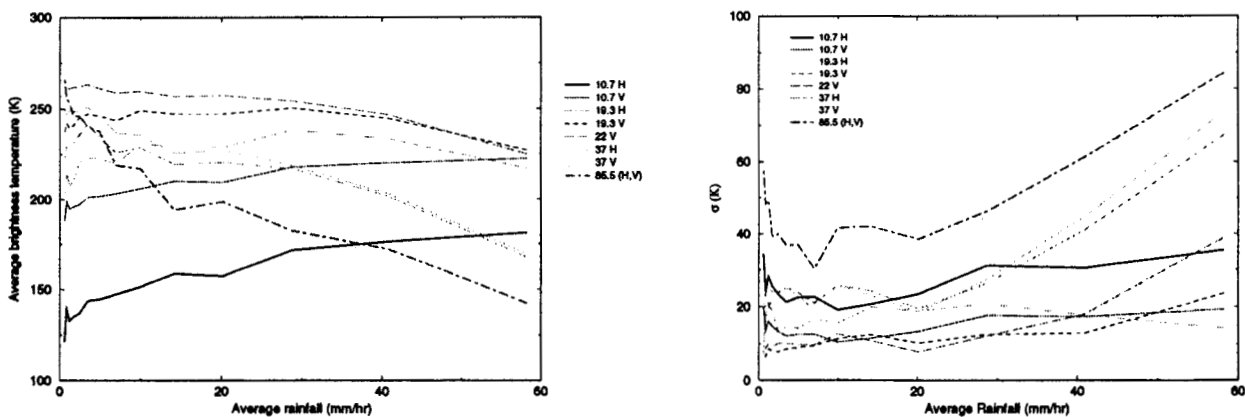 300
250
200
150
100
0
20
40
60
Average brightness temperature (K)
Average rainfall (mm/hr)
10.7 H
10.7 V
19.3 H
19.3 V
22 V
37 H
37 V
85.5 (H,V)
100
80
60
40
20
0
0
20
40
60
σ (K)
Average Rainfall (mm/hr)
10.7 H
10.7 V
19.3 H
19.3 V
22 V
37 H
37 V
85.5 (H,V)